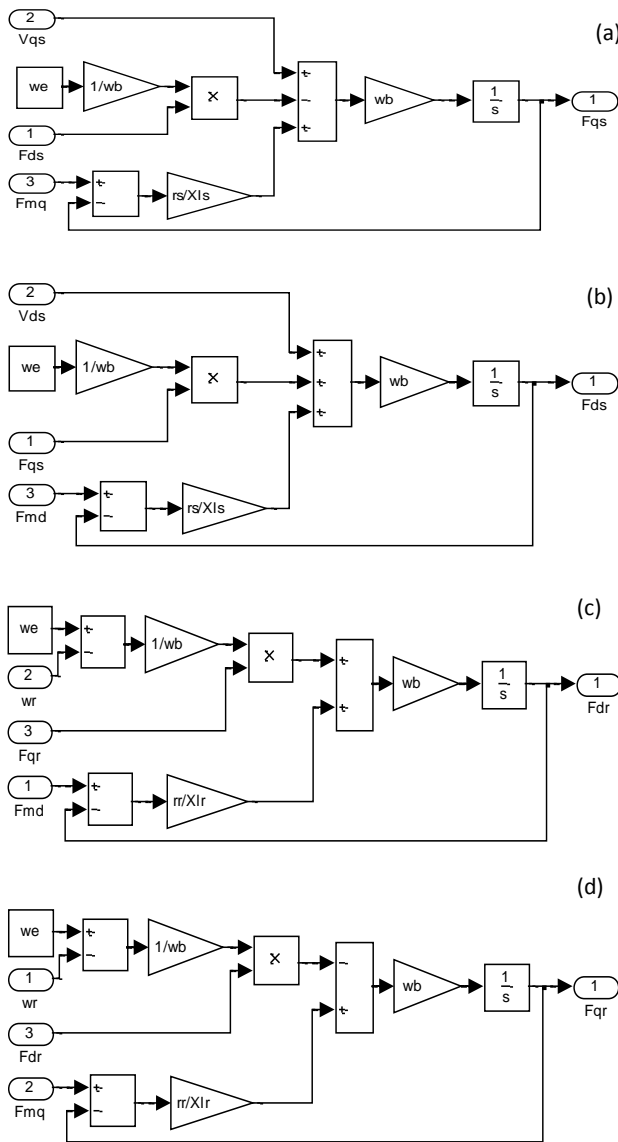 (a)
2
Vqs
we
1/wb
×
1
Fds
3
Fmq
+
−
rs/Xls
+
−
+
wb
1
s
1
Fqs
(b)
2
Vds
we
1/wb
×
1
Fqs
3
Fmd
+
−
rs/Xls
+
+
+
wb
1
s
1
Fds
(c)
we
2
wr
+
−
1/wb
×
3
Fqr
1
Fmd
+
−
rr/Xlr
+
+
wb
1
s
1
Fdr
(d)
we
1
wr
+
−
1/wb
×
3
Fdr
2
Fmq
+
−
rr/Xlr
−
+
wb
1
s
1
Fqr